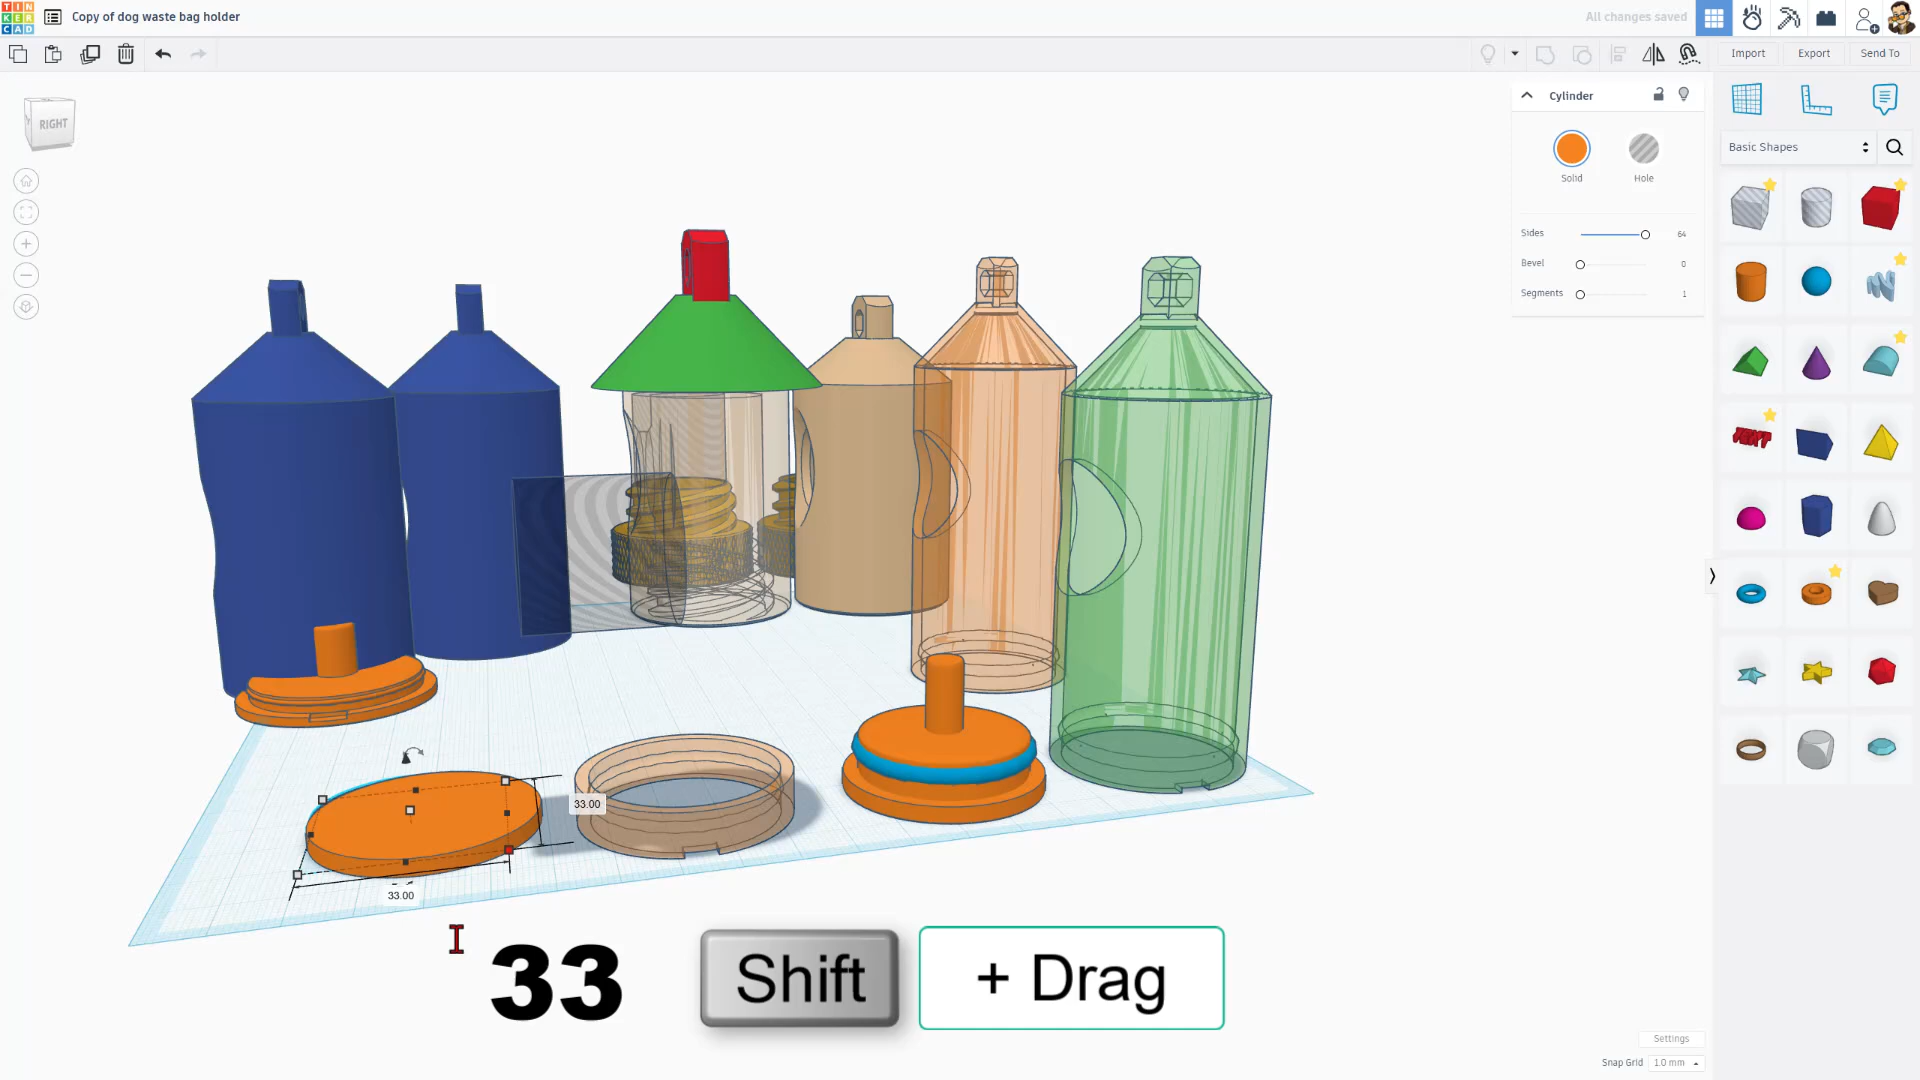 TIN
KER
CAD
Copy of dog waste bag holder
All changes saved
Import
Export
Send To
RIGHT
Cylinder
Solid
Hole
Sides
64
Bevel
0
Segments
1
Basic Shapes
TEXT
33.00
33.00
33
Shift
+ Drag
Settings
Snap Grid
1.0 mm